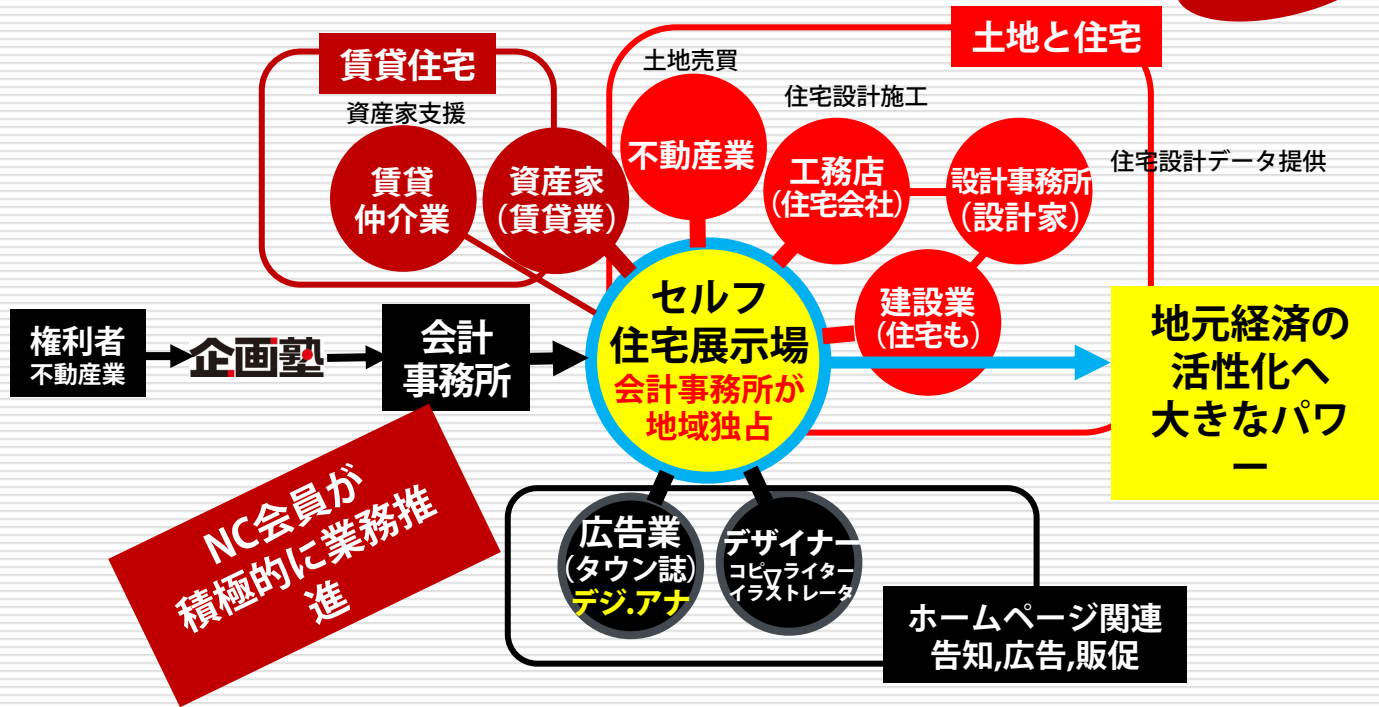 土地と住宅
賃貸住宅
土地売買
資産家支援
住宅設計施工
不動産業
工務店
(住宅会社)
設計事務所
(設計家)
住宅設計データ提供
賃貸
仲介業
資産家
(賃貸業)
建設業
(住宅も)
セルフ
住宅展示場
会計事務所が
地域独占
権利者
不動産業
企画塾
会計
事務所
地元経済の
活性化へ
大きなパワ
ー
NC会員が
積極的に業務推
進
広告業
(タウン誌)
デジ.アナ
デザイナー
コピーライター
イラストレータ
ホームページ関連
告知,広告,販促